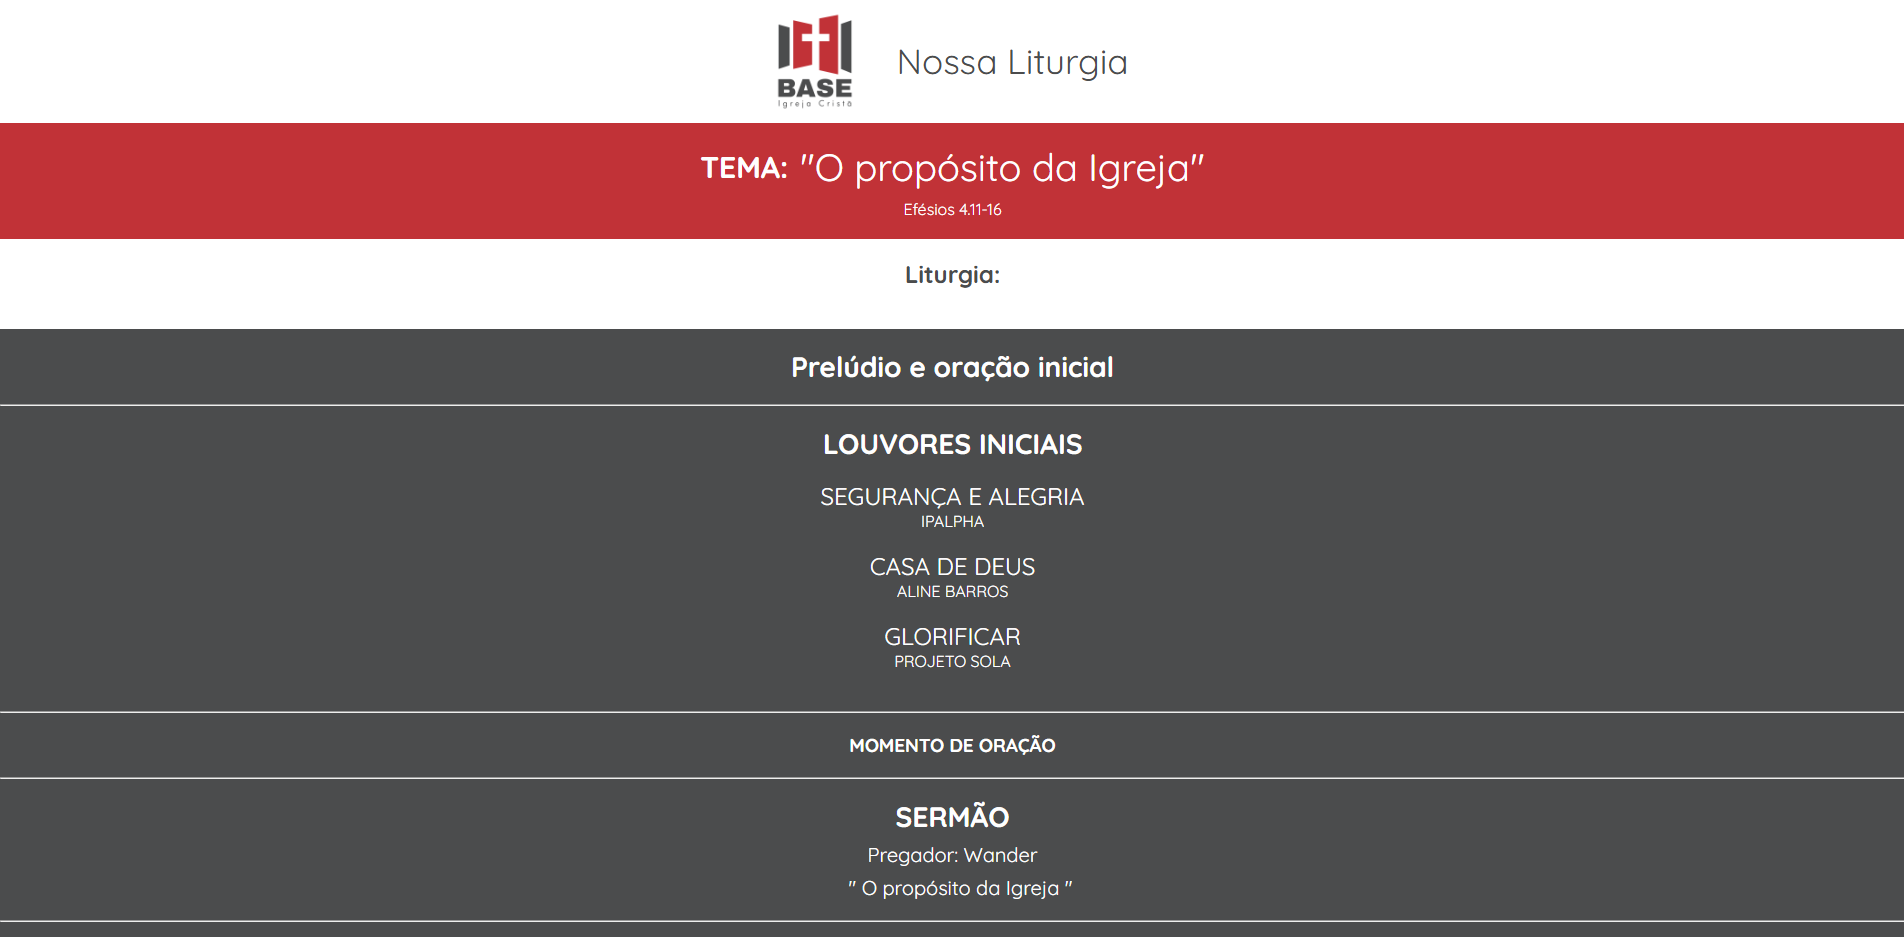 BASE
Igreja Cristã
Nossa Liturgia
TEMA: "O propósito da Igreja"
Efésios 4.11-16
Liturgia:
Prelúdio e oração inicial
LOUVORES INICIAIS
SEGURANÇA E ALEGRIA
IPALPHA
CASA DE DEUS
ALINE BARROS
GLORIFICAR
PROJETO SOLA
MOMENTO DE ORAÇÃO
SERMÃO
Pregador: Wander
" O propósito da Igreja "